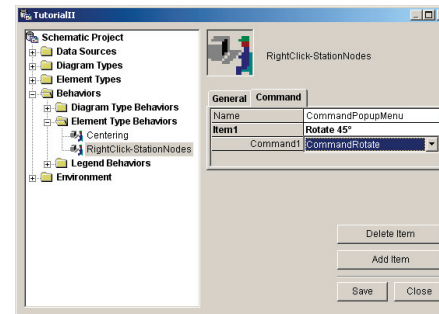 TutorialII
Schematic Project
Data Sources
Diagram Types
Element Types
Behaviors
Diagram Type Behaviors
Element Type Behaviors
Centering
RightClick-StationNodes
Legend Behaviors
Environment
RightClick-StationNodes
General Command
Name CommandPopupMenu
Item1 Rotate 45°
Command1 CommandRotate
Delete Item
Add Item
Save Close